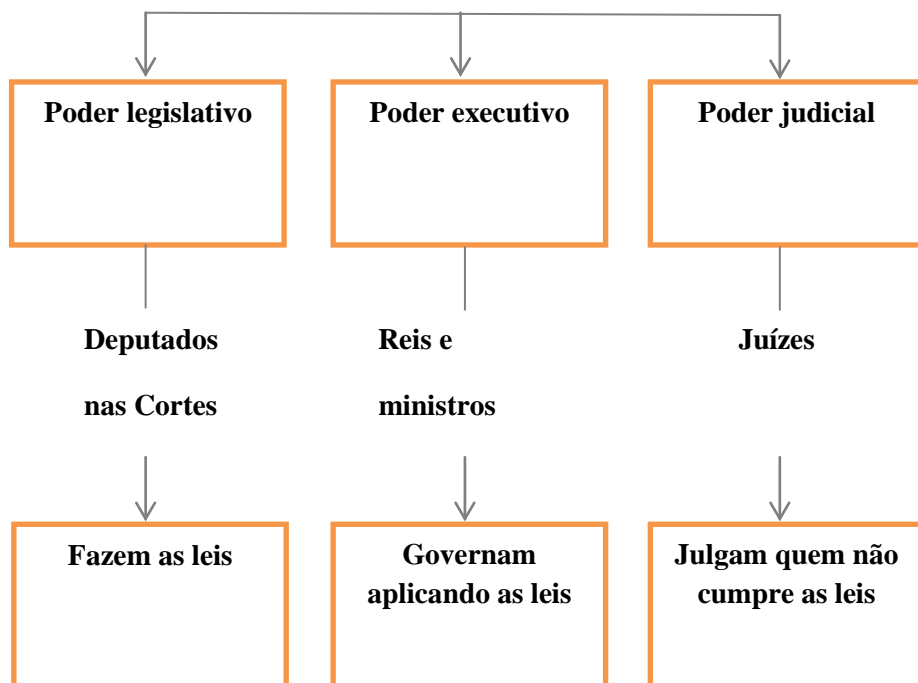 Poder legislativo
Poder executivo
Poder judicial
Deputados
nas Cortes
Reis e
ministros
Juízes
Fazem as leis
Governam
aplicando as leis
Julgam quem não
cumpre as leis